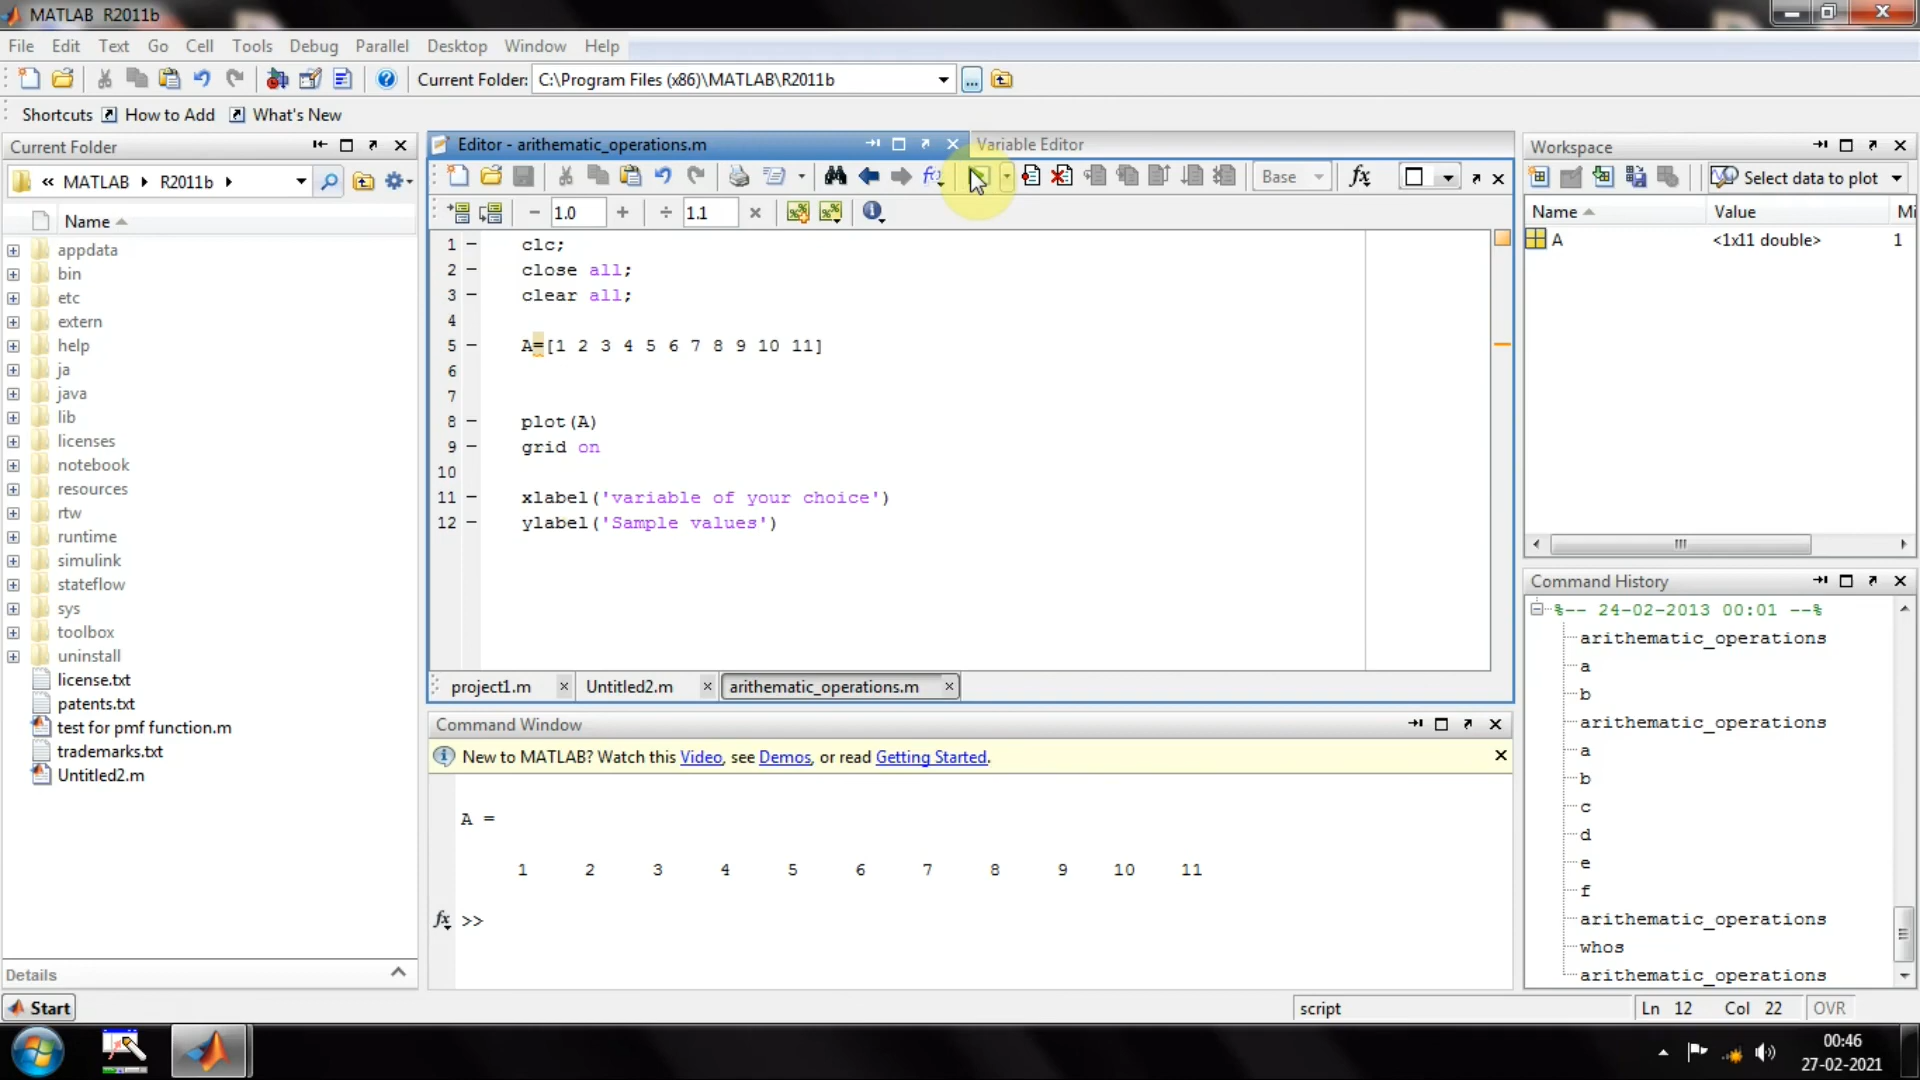 MATLAB R2011b
File Edit Text Go Cell Tools Debug Parallel Desktop Window Help
Current Folder: C:\Program Files (x86)\MATLAB\R2011b
Shortcuts How to Add What's New
Current Folder
« MATLAB R2011b
Name
appdata
bin
etc
extern
help
ja
java
lib
licenses
notebook
resources
rtw
runtime
simulink
stateflow
sys
toolbox
uninstall
license.txt
patents.txt
test for pmf function.m
trademarks.txt
Untitled2.m
Details
Editor - arithematic_operations.m
Variable Editor
Base fx
− 1.0 + ÷ 1.1 ×
1 − clc;
2 − close all;
3 − clear all;
4
5 − A=[1 2 3 4 5 6 7 8 9 10 11]
6
7
8 − plot(A)
9 − grid on
10
11 − xlabel('variable of your choice')
12 − ylabel('Sample values')
project1.m Untitled2.m arithematic_operations.m
Command Window
New to MATLAB? Watch this Video, see Demos, or read Getting Started.
A =
1 2 3 4 5 6 7 8 9 10 11
fx >>
Workspace
Select data to plot
Name Value Mi
A <1x11 double> 1
Command History
%-- 24-02-2013 00:01 --%
arithematic_operations
a
b
arithematic_operations
a
b
c
d
e
f
arithematic_operations
whos
arithematic_operations
Start
script Ln 12 Col 22 OVR
00:46
27-02-2021